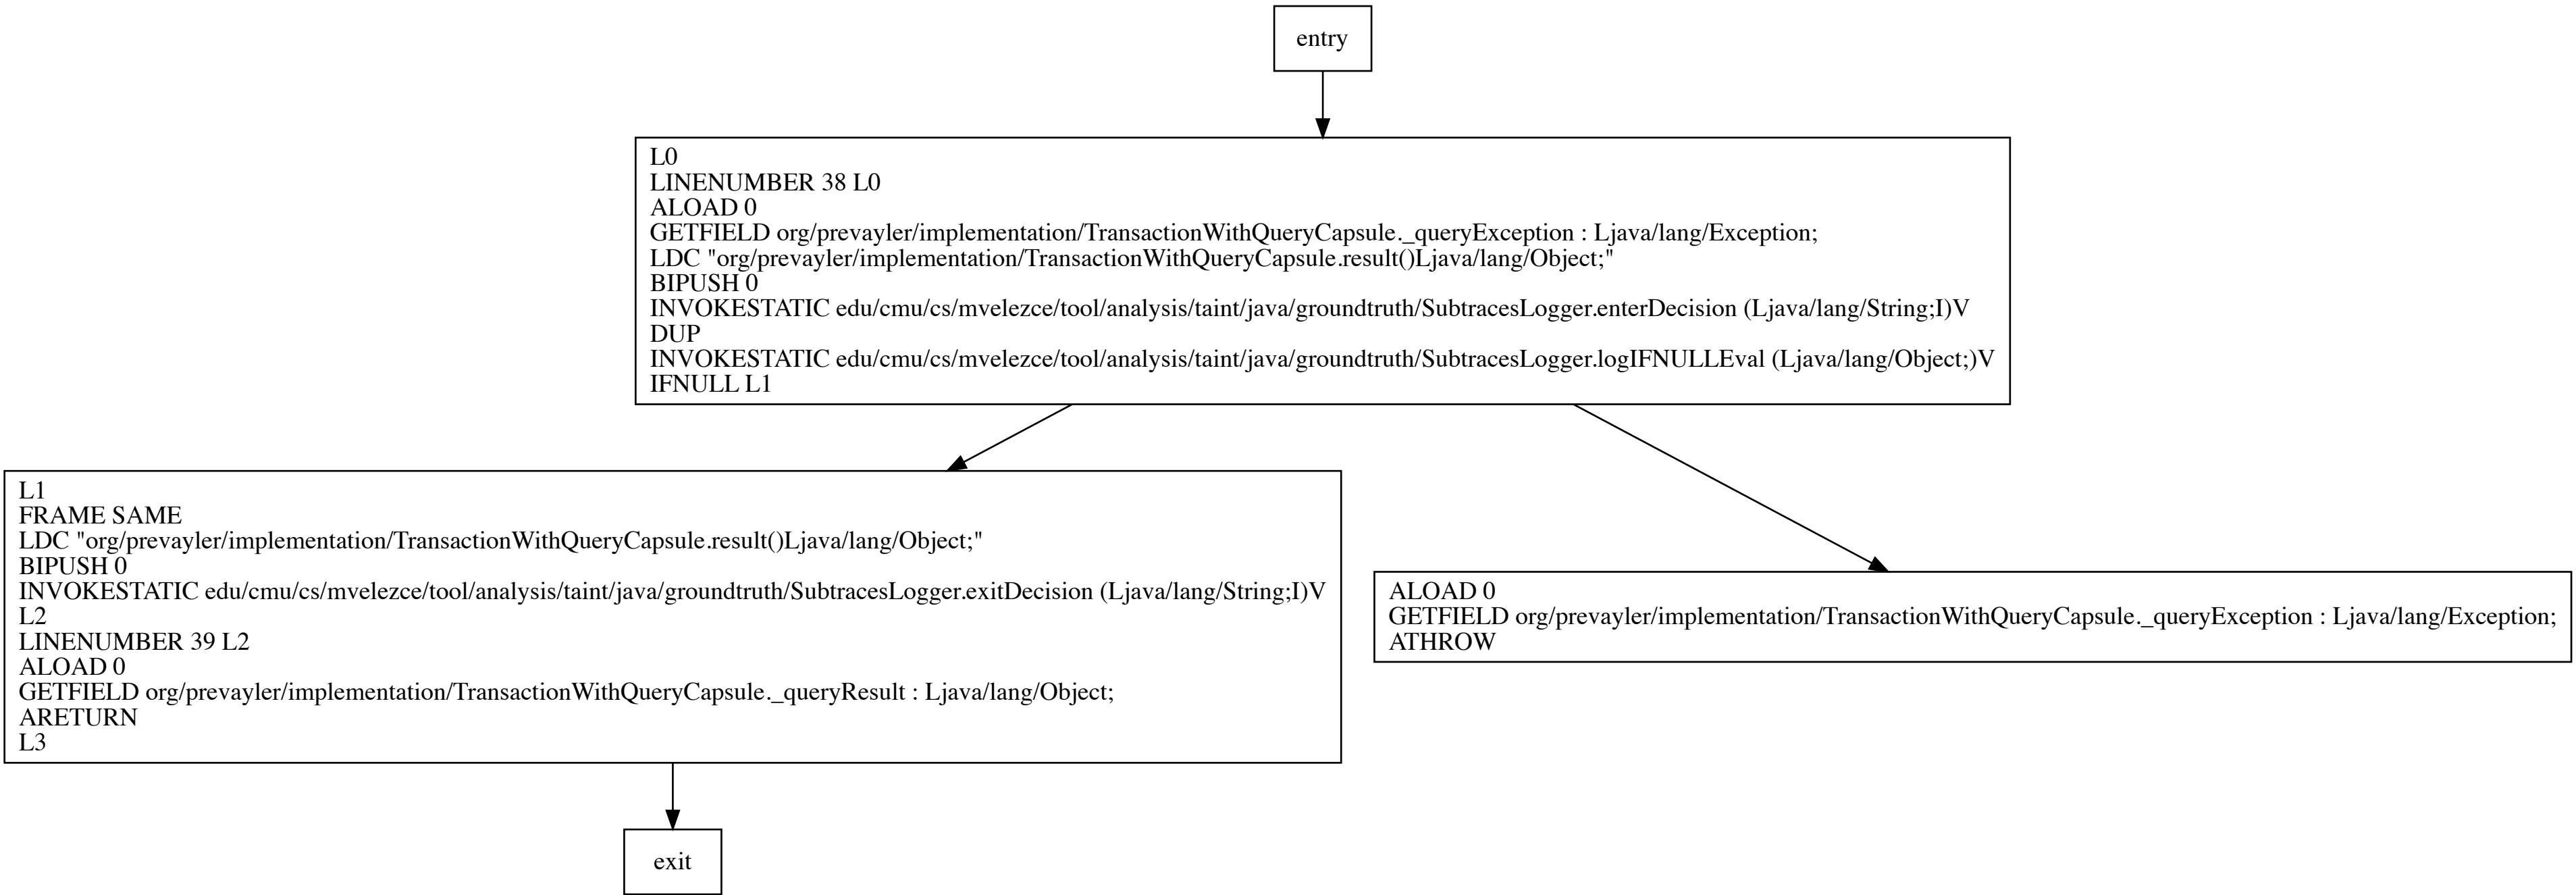 entry
L0
LINENUMBER 38 L0
ALOAD 0
GETFIELD org/prevayler/implementation/TransactionWithQueryCapsule._queryException : Ljava/lang/Exception;
LDC "org/prevayler/implementation/TransactionWithQueryCapsule.result()Ljava/lang/Object;"
BIPUSH 0
INVOKESTATIC edu/cmu/cs/mvelezce/tool/analysis/taint/java/groundtruth/SubtracesLogger.enterDecision (Ljava/lang/String;I)V
DUP
INVOKESTATIC edu/cmu/cs/mvelezce/tool/analysis/taint/java/groundtruth/SubtracesLogger.logIFNULLEval (Ljava/lang/Object;)V
IFNULL L1
L1
FRAME SAME
LDC "org/prevayler/implementation/TransactionWithQueryCapsule.result()Ljava/lang/Object;"
BIPUSH 0
INVOKESTATIC edu/cmu/cs/mvelezce/tool/analysis/taint/java/groundtruth/SubtracesLogger.exitDecision (Ljava/lang/String;I)V
L2
LINENUMBER 39 L2
ALOAD 0
GETFIELD org/prevayler/implementation/TransactionWithQueryCapsule._queryResult : Ljava/lang/Object;
ARETURN
L3
ALOAD 0
GETFIELD org/prevayler/implementation/TransactionWithQueryCapsule._queryException : Ljava/lang/Exception;
ATHROW
exit